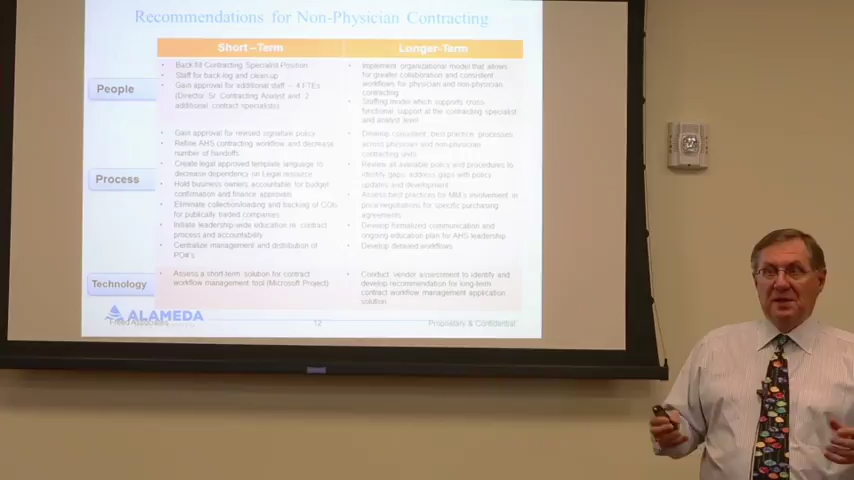 Recommendations for Non-Physician Contracting
Short –Term
Longer-Term
People
• Back fill Contracting Specialist Position
• Staff for back-log and clean-up
• Gain approval for additional staff – 4 FTEs
(Director Sr. Contracting Analyst and 2
additional contract specialists)
• Implement organizational model that allows
for greater collaboration and consistent
workflows for physician and non-physician
contracting
• Staffing model which supports cross-
functional support at the contracting specialist
and analyst level
Process
• Gain approval for revised signature policy
• Refine AHS contracting workflow and decrease
number of handoffs
• Create legal approved template language to
decrease dependency on Legal resource
• Hold business owners accountable for budget
confirmation and finance approvals
• Eliminate collection/loading and tracking of COIs
for publically traded companies
• Initiate leadership-wide education re: contract
process and accountability
• Centralize management and distribution of
PO#'s
• Develop consistent, best practice processes,
across physician and non-physician
contracting units
• Review all available policy and procedures to
identify gaps; address gaps with policy
updates and development
• Assess best practices for MM's involvement in
price negotiations for specific purchasing
agreements
• Develop formalized communication and
ongoing education plan for AHS leadership
• Develop detailed workflows
Technology
• Assess a short-term solution for contract
workflow management tool (Microsoft Project)
• Conduct vendor assessment to identify and
develop recommendation for long-term
contract workflow management application
solution
ALAMEDA
Freed Associates
12
Proprietary & Confidential